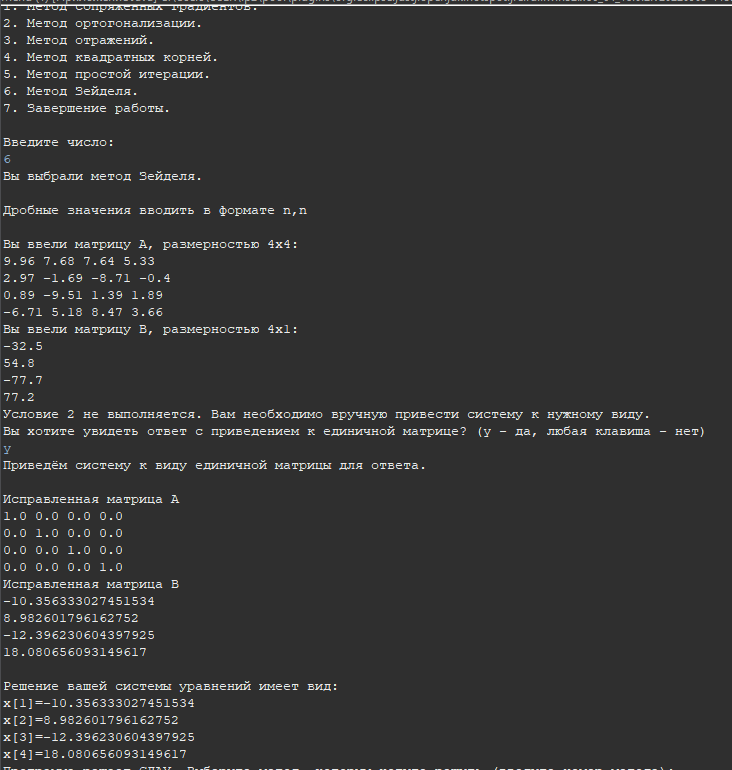 1. Метод сопряженных градиентов.
2. Метод ортогонализации.
3. Метод отражений.
4. Метод квадратных корней.
5. Метод простой итерации.
6. Метод Зейделя.
7. Завершение работы.
Введите число:
6
Вы выбрали метод Зейделя.
Дробные значения вводить в формате n,n
Вы ввели матрицу A, размерностью 4x4:
9.96 7.68 7.64 5.33
2.97 -1.69 -8.71 -0.4
0.89 -9.51 1.39 1.89
-6.71 5.18 8.47 3.66
Вы ввели матрицу B, размерностью 4x1:
-32.5
54.8
-77.7
77.2
Условие 2 не выполняется. Вам необходимо вручную привести систему к нужному виду.
Вы хотите увидеть ответ с приведением к единичной матрице? (y - да, любая клавиша - нет)
y
Приведём систему к виду единичной матрицы для ответа.
Исправленная матрица A
1.0 0.0 0.0 0.0
0.0 1.0 0.0 0.0
0.0 0.0 1.0 0.0
0.0 0.0 0.0 1.0
Исправленная матрица B
-10.356333027451534
8.982601796162752
-12.396230604397925
18.080656093149617
Решение вашей системы уравнений имеет вид:
x[1]=-10.356333027451534
x[2]=8.982601796162752
x[3]=-12.396230604397925
x[4]=18.080656093149617